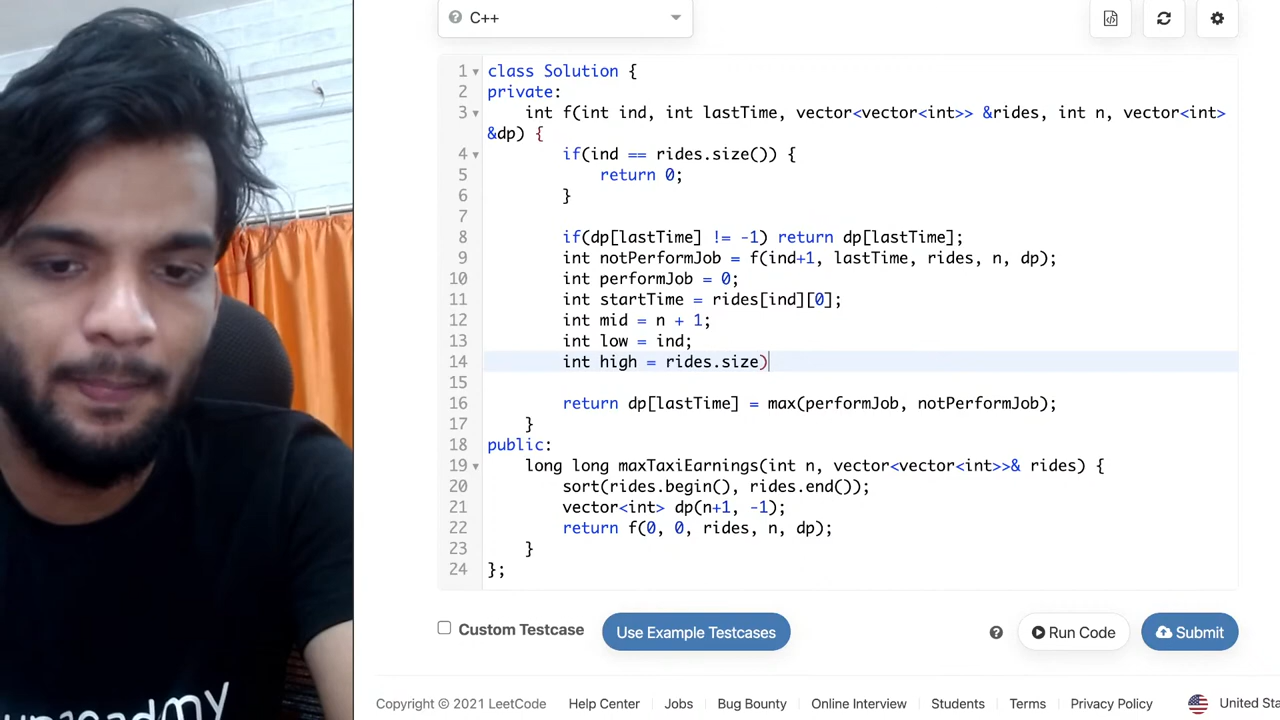 C++
1 class Solution {
2 private:
3 int f(int ind, int lastTime, vector<vector<int>> &rides, int n, vector<int>
&dp) {
4 if(ind == rides.size()) {
5 return 0;
6 }
7
8 if(dp[lastTime] != -1) return dp[lastTime];
9 int notPerformJob = f(ind+1, lastTime, rides, n, dp);
10 int performJob = 0;
11 int startTime = rides[ind][0];
12 int mid = n + 1;
13 int low = ind;
14 int high = rides.size)
15
16 return dp[lastTime] = max(performJob, notPerformJob);
17 }
18 public:
19 long long maxTaxiEarnings(int n, vector<vector<int>>& rides) {
20 sort(rides.begin(), rides.end());
21 vector<int> dp(n+1, -1);
22 return f(0, 0, rides, n, dp);
23 }
24 };
Custom Testcase Use Example Testcases Run Code Submit
Copyright © 2021 LeetCode Help Center Jobs Bug Bounty Online Interview Students Terms Privacy Policy United Sta